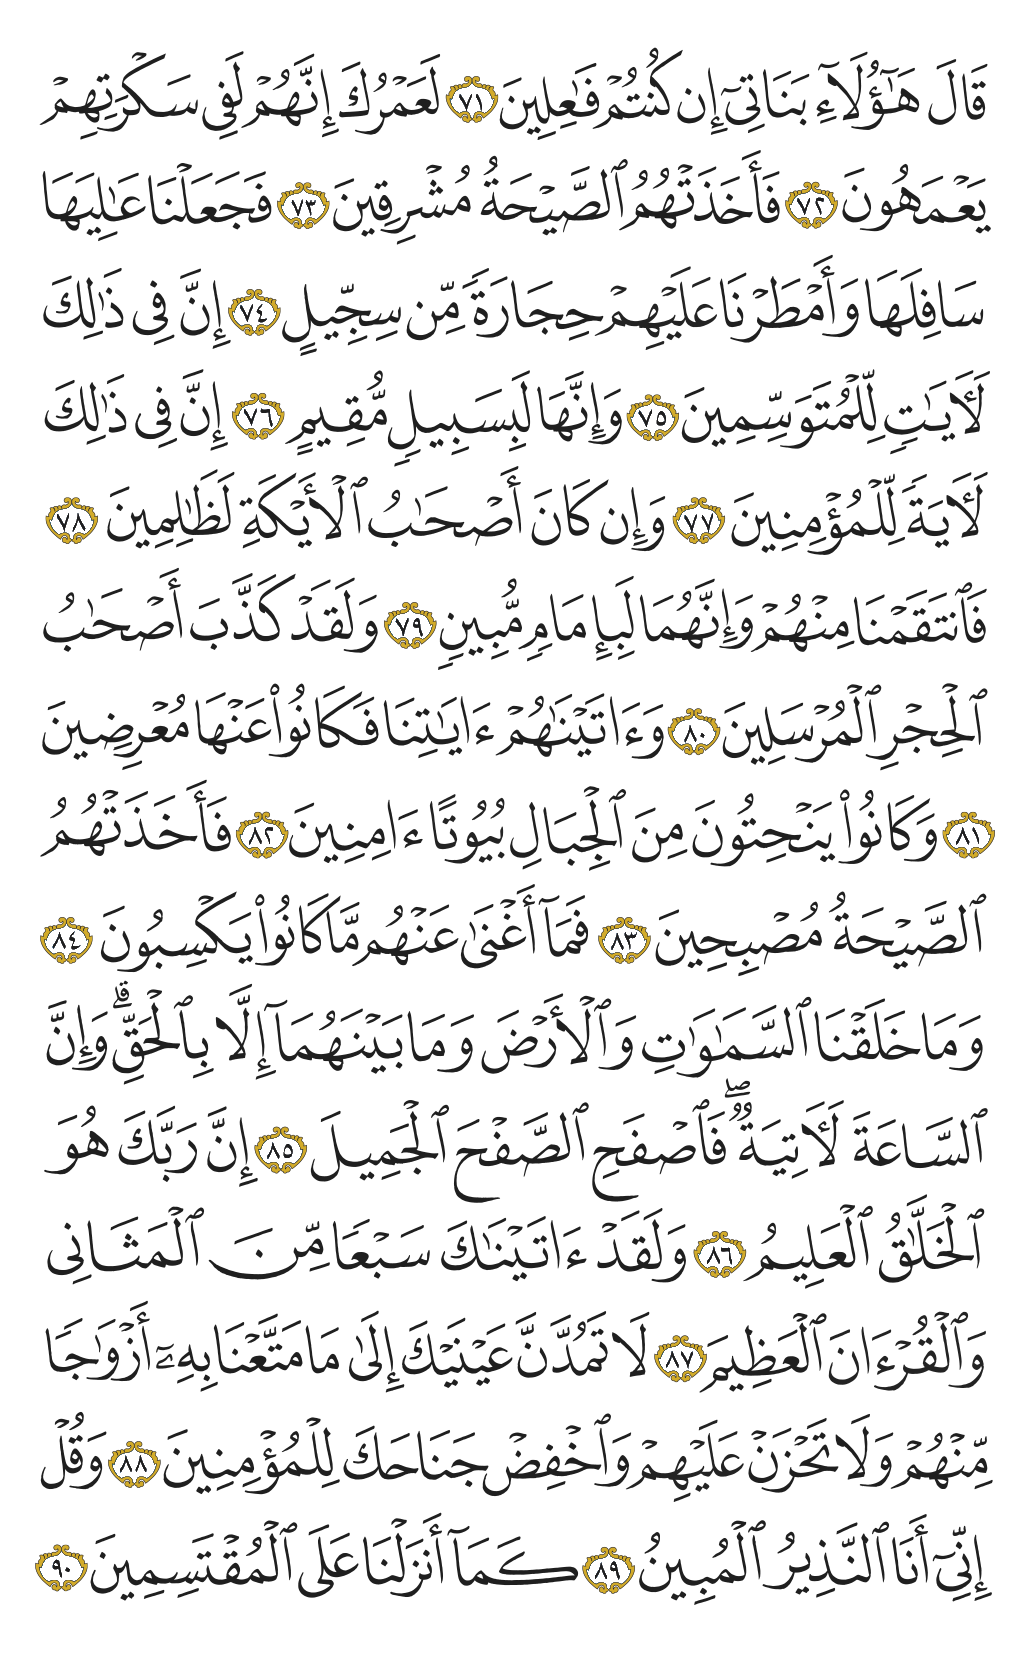 قَالَ هَٰٓؤُلَآءِ بَنَاتِىٓ إِن كُنتُمْ فَٰعِلِينَ ٧١ لَعَمْرُكَ إِنَّهُمْ لَفِى سَكْرَتِهِمْ
يَعْمَهُونَ ٧٢ فَأَخَذَتْهُمُ ٱلصَّيْحَةُ مُشْرِقِينَ ٧٣ فَجَعَلْنَا عَٰلِيَهَا
سَافِلَهَا وَأَمْطَرْنَا عَلَيْهِمْ حِجَارَةً مِّن سِجِّيلٍ ٧٤ إِنَّ فِى ذَٰلِكَ
لَأٓيَٰتٍ لِّلْمُتَوَسِّمِينَ ٧٥ وَإِنَّهَا لَبِسَبِيلٍ مُّقِيمٍ ٧٦ إِنَّ فِى ذَٰلِكَ
لَأٓيَةً لِّلْمُؤْمِنِينَ ٧٧ وَإِن كَانَ أَصْحَٰبُ ٱلْأَيْكَةِ لَظَٰلِمِينَ ٧٨
فَٱنتَقَمْنَا مِنْهُمْ وَإِنَّهُمَا لَبِإِمَامٍ مُّبِينٍ ٧٩ وَلَقَدْ كَذَّبَ أَصْحَٰبُ
ٱلْحِجْرِ ٱلْمُرْسَلِينَ ٨٠ وَءَاتَيْنَٰهُمْ ءَايَٰتِنَا فَكَانُوا۟ عَنْهَا مُعْرِضِينَ
٨١ وَكَانُوا۟ يَنْحِتُونَ مِنَ ٱلْجِبَالِ بُيُوتًا ءَامِنِينَ ٨٢ فَأَخَذَتْهُمُ
ٱلصَّيْحَةُ مُصْبِحِينَ ٨٣ فَمَآ أَغْنَىٰ عَنْهُم مَّا كَانُوا۟ يَكْسِبُونَ ٨٤
وَمَا خَلَقْنَا ٱلسَّمَٰوَٰتِ وَٱلْأَرْضَ وَمَا بَيْنَهُمَآ إِلَّا بِٱلْحَقِّ ۗ وَإِنَّ
ٱلسَّاعَةَ لَأٓتِيَةٌ ۖ فَٱصْفَحِ ٱلصَّفْحَ ٱلْجَمِيلَ ٨٥ إِنَّ رَبَّكَ هُوَ
ٱلْخَلَّٰقُ ٱلْعَلِيمُ ٨٦ وَلَقَدْ ءَاتَيْنَٰكَ سَبْعًا مِّنَ ٱلْمَثَانِى
وَٱلْقُرْءَانَ ٱلْعَظِيمَ ٨٧ لَا تَمُدَّنَّ عَيْنَيْكَ إِلَىٰ مَا مَتَّعْنَا بِهِۦٓ أَزْوَٰجًا
مِّنْهُمْ وَلَا تَحْزَنْ عَلَيْهِمْ وَٱخْفِضْ جَنَاحَكَ لِلْمُؤْمِنِينَ ٨٨ وَقُلْ
إِنِّىٓ أَنَا ٱلنَّذِيرُ ٱلْمُبِينُ ٨٩ كَمَآ أَنزَلْنَا عَلَى ٱلْمُقْتَسِمِينَ ٩٠